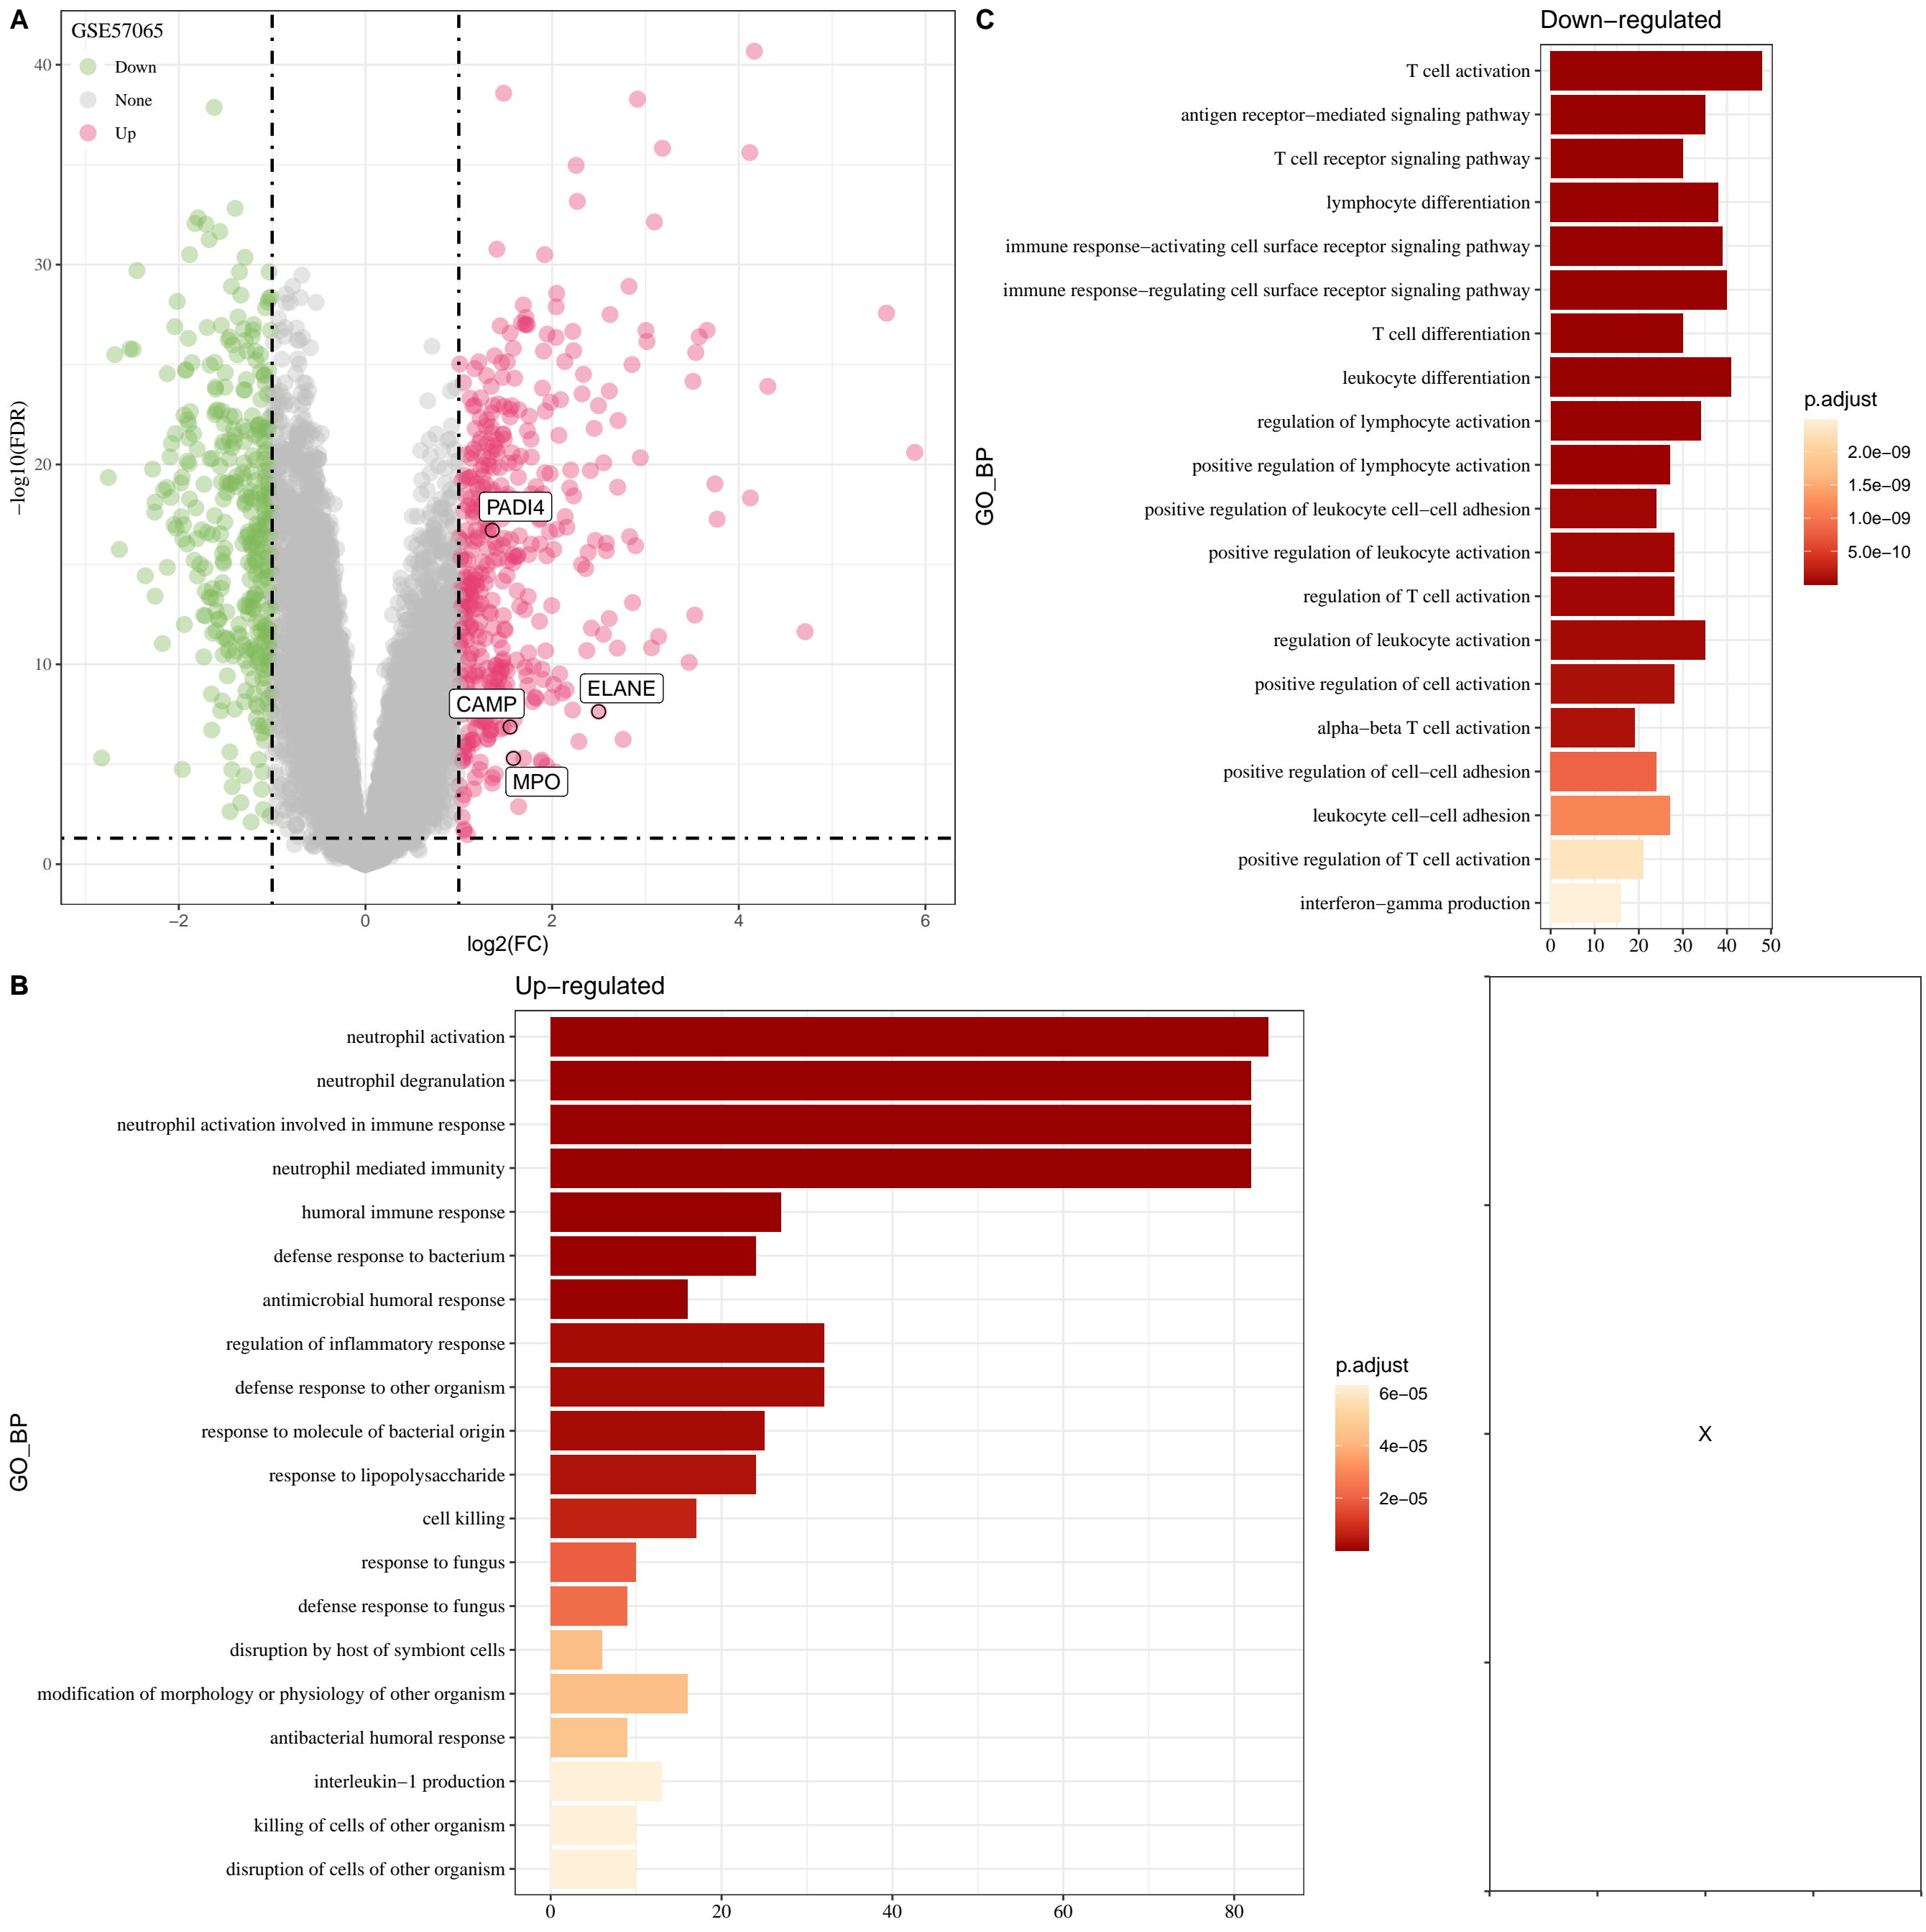 A
GSE57065
Down
None
Up
40
30
20
10
0
−log10(FDR)
PADI4
CAMP
ELANE
MPO
−2
0
2
4
6
log2(FC)
C
Down−regulated
GO_BP
T cell activation
antigen receptor−mediated signaling pathway
T cell receptor signaling pathway
lymphocyte differentiation
immune response−activating cell surface receptor signaling pathway
immune response−regulating cell surface receptor signaling pathway
T cell differentiation
leukocyte differentiation
regulation of lymphocyte activation
positive regulation of lymphocyte activation
positive regulation of leukocyte cell−cell adhesion
positive regulation of leukocyte activation
regulation of T cell activation
regulation of leukocyte activation
positive regulation of cell activation
alpha−beta T cell activation
positive regulation of cell−cell adhesion
leukocyte cell−cell adhesion
positive regulation of T cell activation
interferon−gamma production
0
10
20
30
40
50
p.adjust
2.0e−09
1.5e−09
1.0e−09
5.0e−10
B
Up−regulated
GO_BP
neutrophil activation
neutrophil degranulation
neutrophil activation involved in immune response
neutrophil mediated immunity
humoral immune response
defense response to bacterium
antimicrobial humoral response
regulation of inflammatory response
defense response to other organism
response to molecule of bacterial origin
response to lipopolysaccharide
cell killing
response to fungus
defense response to fungus
disruption by host of symbiont cells
modification of morphology or physiology of other organism
antibacterial humoral response
interleukin−1 production
killing of cells of other organism
disruption of cells of other organism
0
20
40
60
80
p.adjust
6e−05
4e−05
2e−05
X